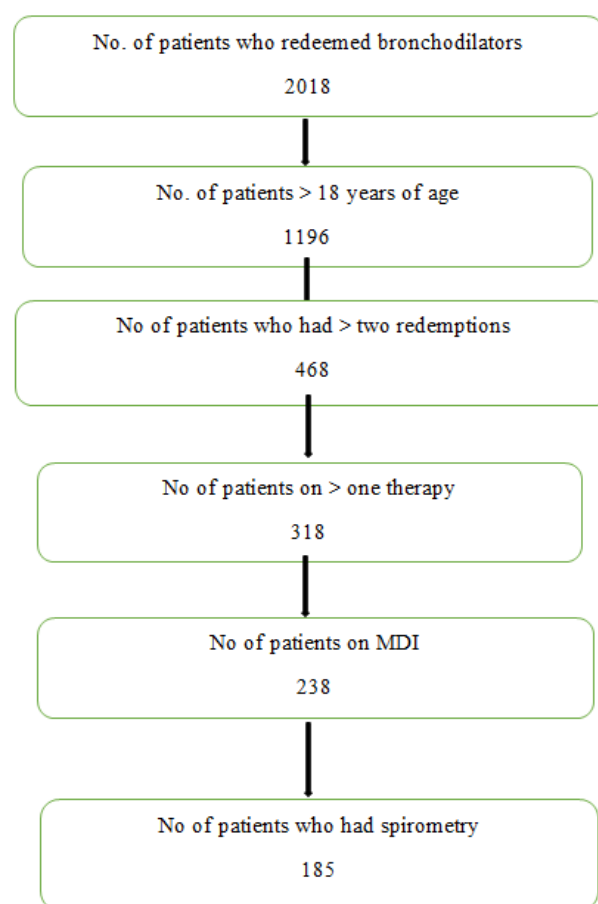 No. of patients who redeemed bronchodilators
2018
No. of patients > 18 years of age
1196
No of patients who had > two redemptions
468
No of patients on > one therapy
318
No of patients on MDI
238
No of patients who had spirometry
185